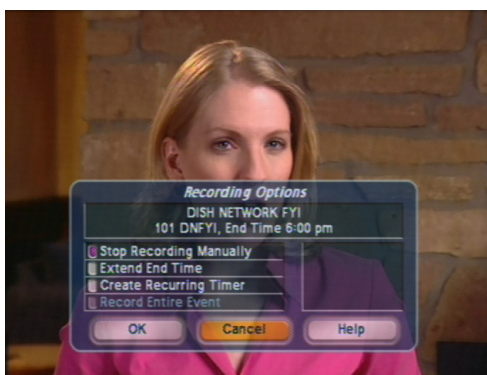 Recording Options
DISH NETWORK FYI
101 DNFYI, End Time 6:00 pm
Stop Recording Manually
Extend End Time
Create Recurring Timer
Record Entire Event
OK
Cancel
Help